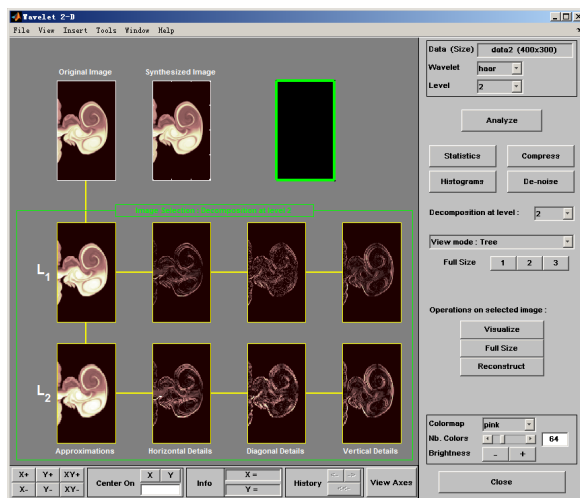 Wavelet 2-D
File View Insert Tools Window Help
Data (Size) data2 (400x300)
Wavelet haar
Level 2
Analyze
Statistics Compress
Histograms De-noise
Decomposition at level : 2
View mode : Tree
Full Size 1 2 3
Operations on selected image :
Visualize
Full Size
Reconstruct
Colormap pink
Nb. Colors 64
Brightness - +
Close
Original Image Synthesized Image
Image Selection : Decomposition at level 2
L1
L2
Approximations Horizontal Details Diagonal Details Vertical Details
X+ Y+ XY+
X- Y- XY-
Center On X Y
Info X =
Y =
History <- ->
<<-
View Axes